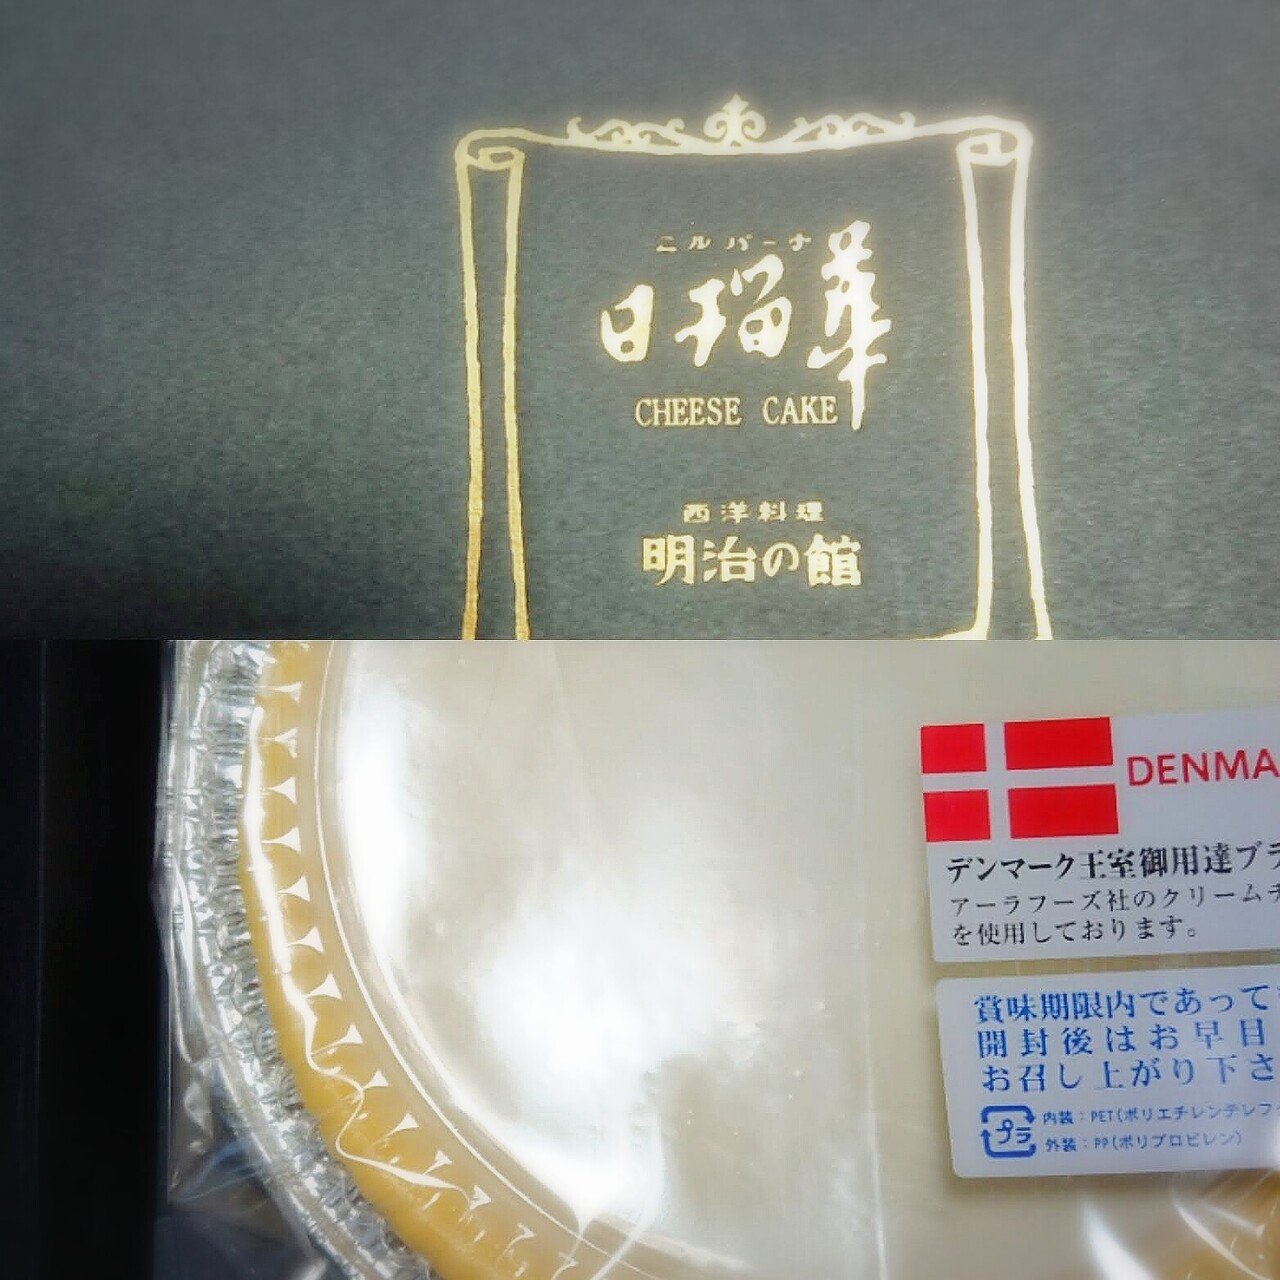 ニルバーナ
日瑠華
CHEESE CAKE
西洋料理
明治の館
DENMA
デンマーク王室御用達ブラ
アーラフーズ社のクリームチ
を使用しております。
賞味期限内であって
開封後はお早目
お召し上がり下さ
プラ
内装：PET(ポリエチレンテレフ
外装：PP(ポリプロピレン)